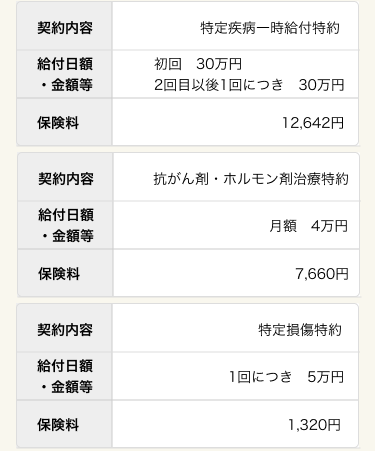 契約内容 特定疾病一時給付特約
給付日額 初回 30万円
・金額等 2回目以後1回につき 30万円
保険料 12,642円
契約内容 抗がん剤・ホルモン剤治療特約
給付日額
・金額等 月額 4万円
保険料 7,660円
契約内容 特定損傷特約
給付日額
・金額等 1回につき 5万円
保険料 1,320円